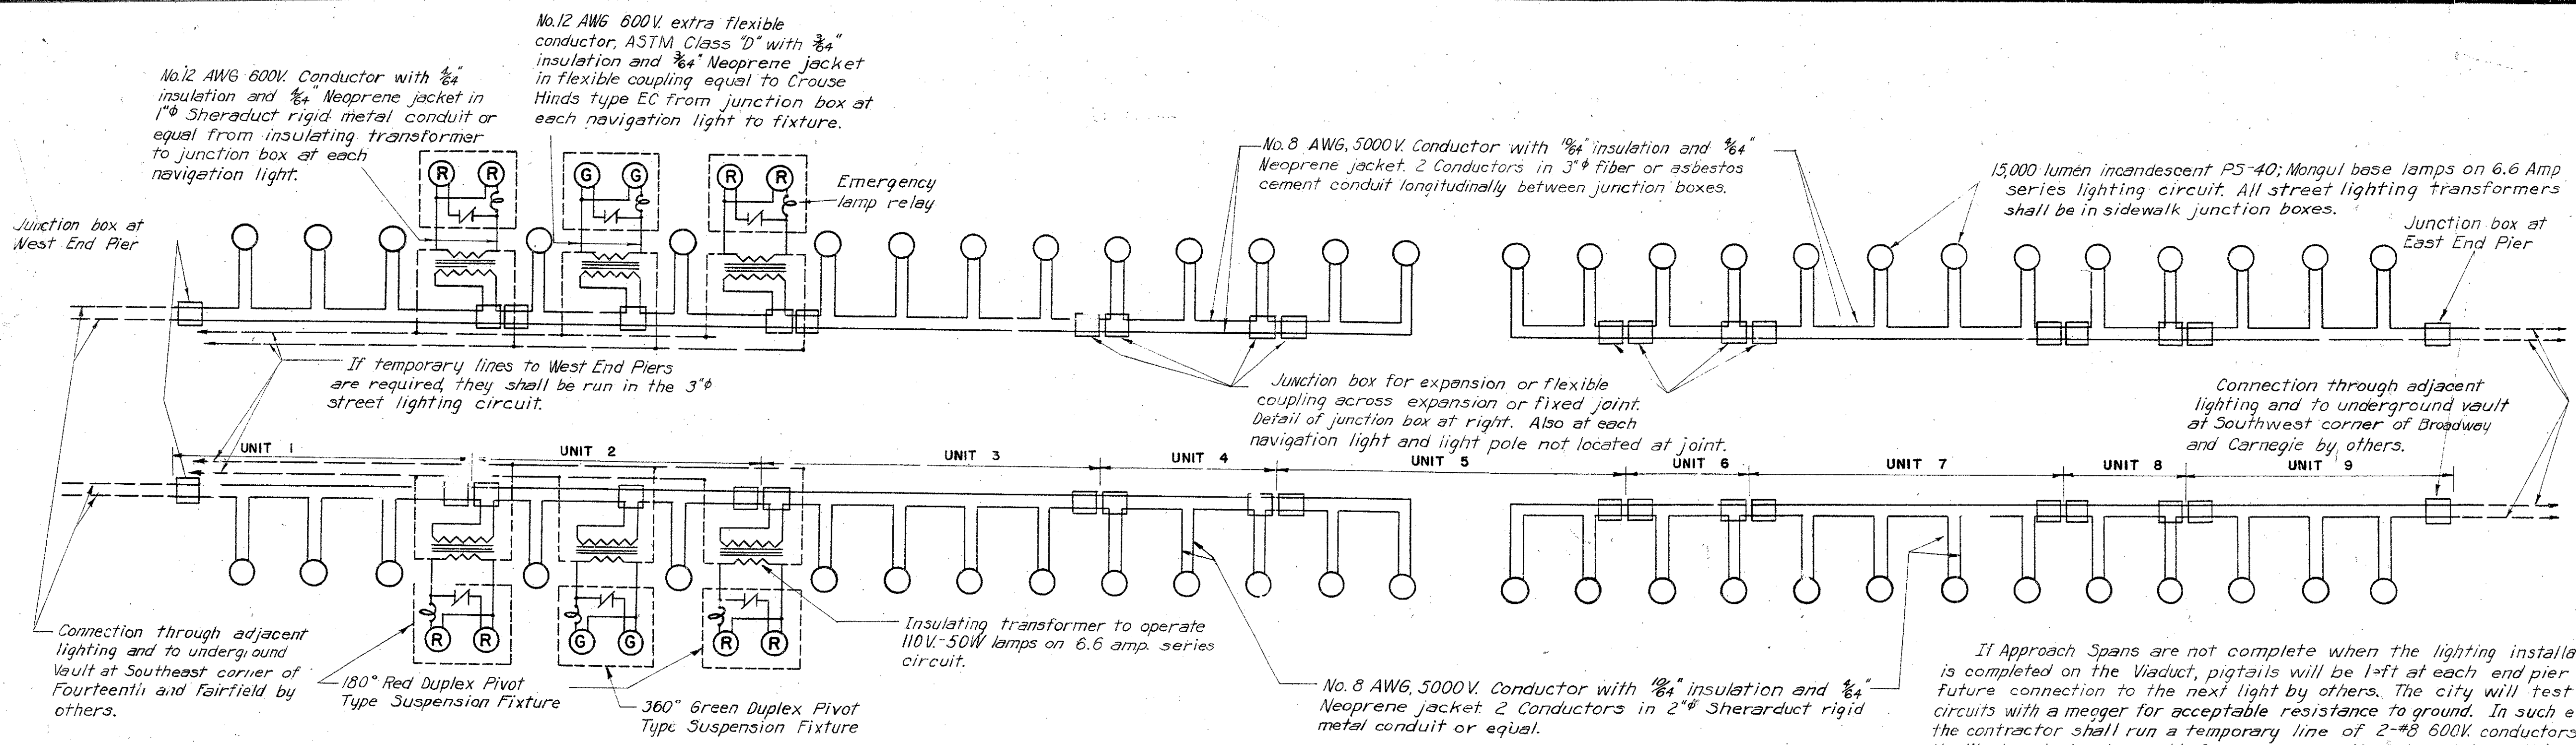 No.12 AWG 600V. extra flexible
conductor, ASTM Class "D" with 3/64"
insulation and 3/64" Neoprene jacket
in flexible coupling equal to Crouse
Hinds type EC from junction box at
each navigation light to fixture.
No.12 AWG 600V. Conductor with 4/64"
insulation and 4/64" Neoprene jacket in
1"φ Sheraduct rigid metal conduit or
equal from insulating transformer
to junction box at each
navigation light.
R R
G G
R R
Emergency
lamp relay
No. 8 AWG, 5000V. Conductor with 10/64" insulation and 4/64"
Neoprene jacket. 2 Conductors in 3"φ fiber or asbestos
cement conduit longitudinally between junction boxes.
15,000 lumen incandescent PS-40; Mongul base lamps on 6.6 Amp
series lighting circuit. All street lighting transformers
shall be in sidewalk junction boxes.
Junction box at
West End Pier
Junction box at
East End Pier
If temporary lines to West End Piers
are required, they shall be run in the 3"φ
street lighting circuit.
Junction box for expansion or flexible
coupling across expansion or fixed joint.
Detail of junction box at right. Also at each
navigation light and light pole not located at joint.
Connection through adjacent
lighting and to underground vault
at Southwest corner of Broadway
and Carnegie by others.
UNIT 1 UNIT 2 UNIT 3 UNIT 4 UNIT 5 UNIT 6 UNIT 7 UNIT 8 UNIT 9
R R
G G
R R
Connection through adjacent
lighting and to underground
Vault at Southeast corner of
Fourteenth and Fairfield by
others.
180° Red Duplex Pivot
Type Suspension Fixture
360° Green Duplex Pivot
Type Suspension Fixture
Insulating transformer to operate
110V.-50W lamps on 6.6 amp. series
circuit.
No. 8 AWG, 5000V. Conductor with 10/64" insulation and 4/64"
Neoprene jacket 2 Conductors in 2"φ Sherarduct rigid
metal conduit or equal.
If Approach Spans are not complete when the lighting installa
is completed on the Viaduct, pigtails will be left at each end pier
future connection to the next light by others. The city will test
circuits with a megger for acceptable resistance to ground. In such e
the contractor shall run a temporary line of 2-#8 600V. conductors